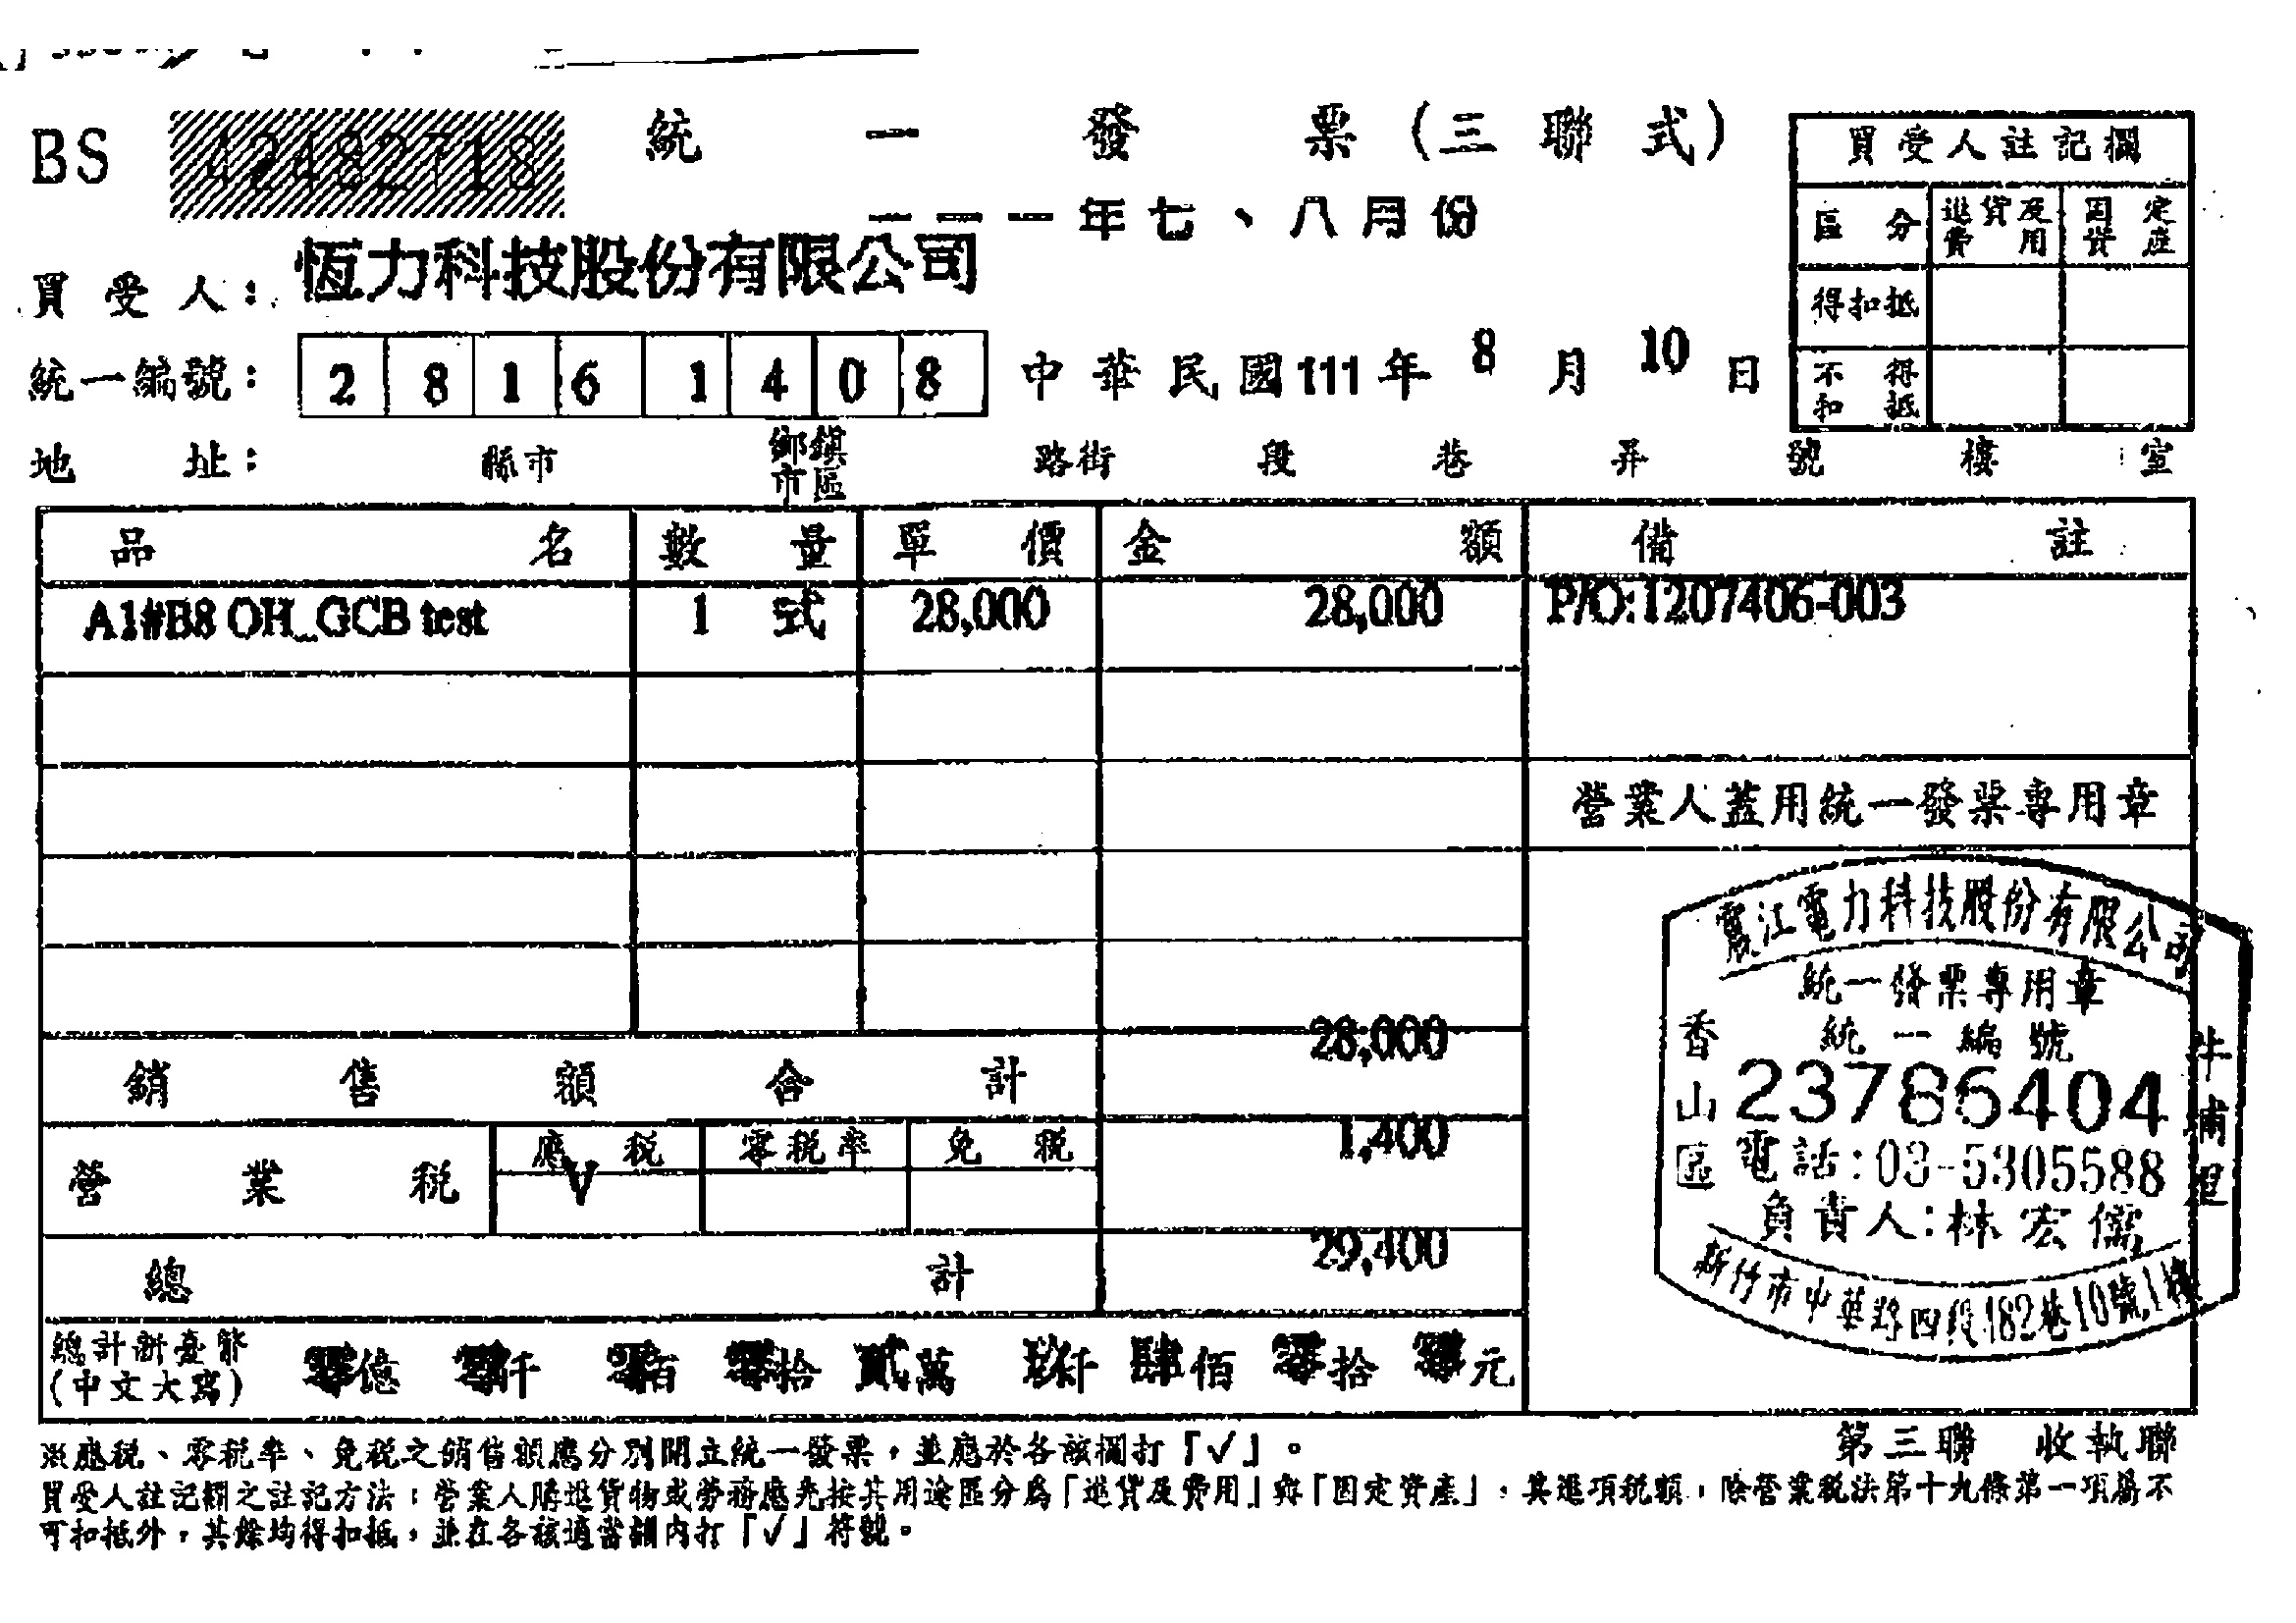 BS 42482718 統一發票(三聯式)
一一一年七、八月份
買受人註記欄
區分 進貨及費用 固定資產
得扣抵
不得扣抵
買受人: 恆力科技股份有限公司
統一編號: 2 8 1 6 1 4 0 8 中華民國111年 8 月 10 日
地址: 縣市 鄉鎮市區 路街 段 巷 弄 號 樓 室
品名 數量 單價 金額 備註
A1#B8 OH_GCB test 1 式 28,000 28,000 P/O:1207406-003
營業人蓋用統一發票專用章
銷售額合計 28,000
營業稅 應稅 V 零稅率 免稅 1,400
總計 29,400
總計新臺幣(中文大寫) 零億 零仟 零佰 零拾 貳萬 玖仟 肆佰 零拾 零元
江電力科技股份有限公司
統一發票專用章
統一編號
23786404
電話:03-5305588
負責人:林宏儒
香山區
牛埔里
新竹市中華路四段182巷10號1樓
第三聯 收執聯
※應稅、零稅率、免稅之銷售額應分別開立統一發票,並應於各該欄打「√」。
買受人註記欄之註記方法:營業人購進貨物或勞務應先按其用途區分為「進貨及費用」與「固定資產」,其進項稅額,除營業稅法第十九條第一項屬不
可扣抵外,其餘均得扣抵,並在各該適當欄內打「√」符號。